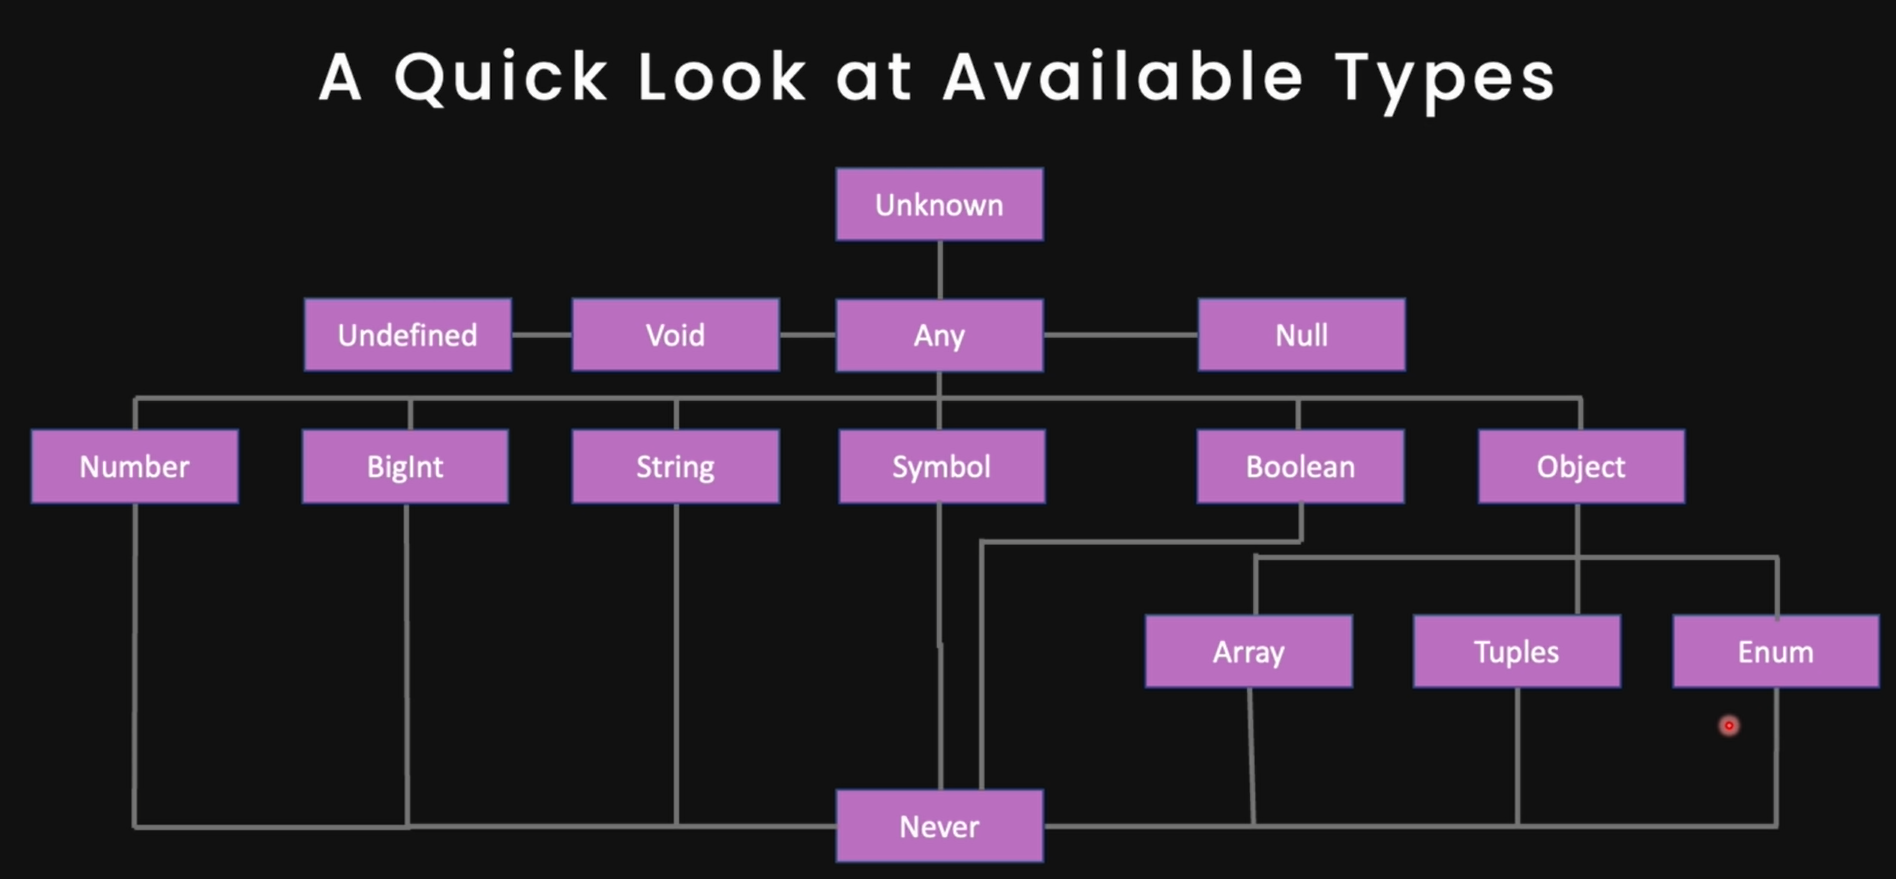 A Quick Look at Available Types
Unknown
Undefined
Void
Any
Null
Number
BigInt
String
Symbol
Boolean
Object
Array
Tuples
Enum
Never